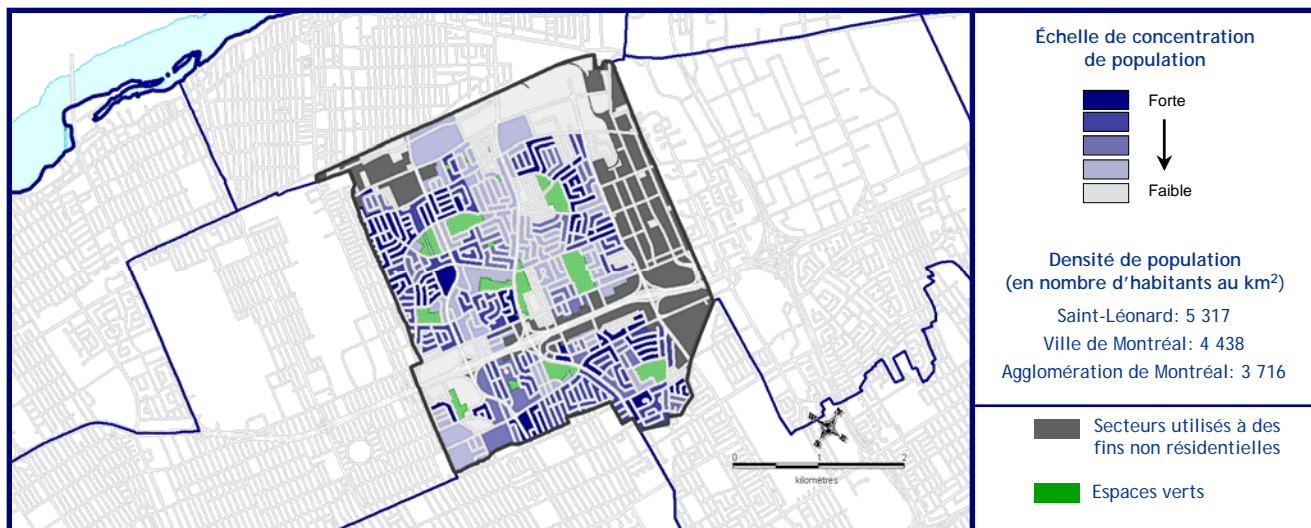 Échelle de concentration
de population
Forte
Faible
Densité de population
(en nombre d'habitants au km²)
Saint-Léonard: 5 317
Ville de Montréal: 4 438
Agglomération de Montréal: 3 716
Secteurs utilisés à des
fins non résidentielles
Espaces verts
0 1 2
kilomètres